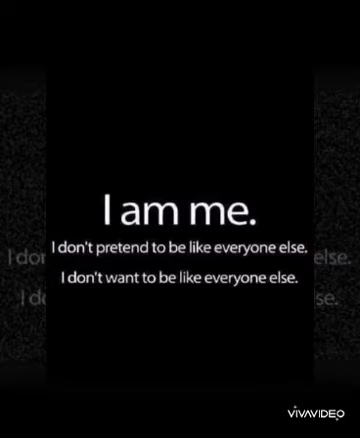 I am me.
I don't pretend to be like everyone else.
I don't want to be like everyone else.
VIVAVIDEO